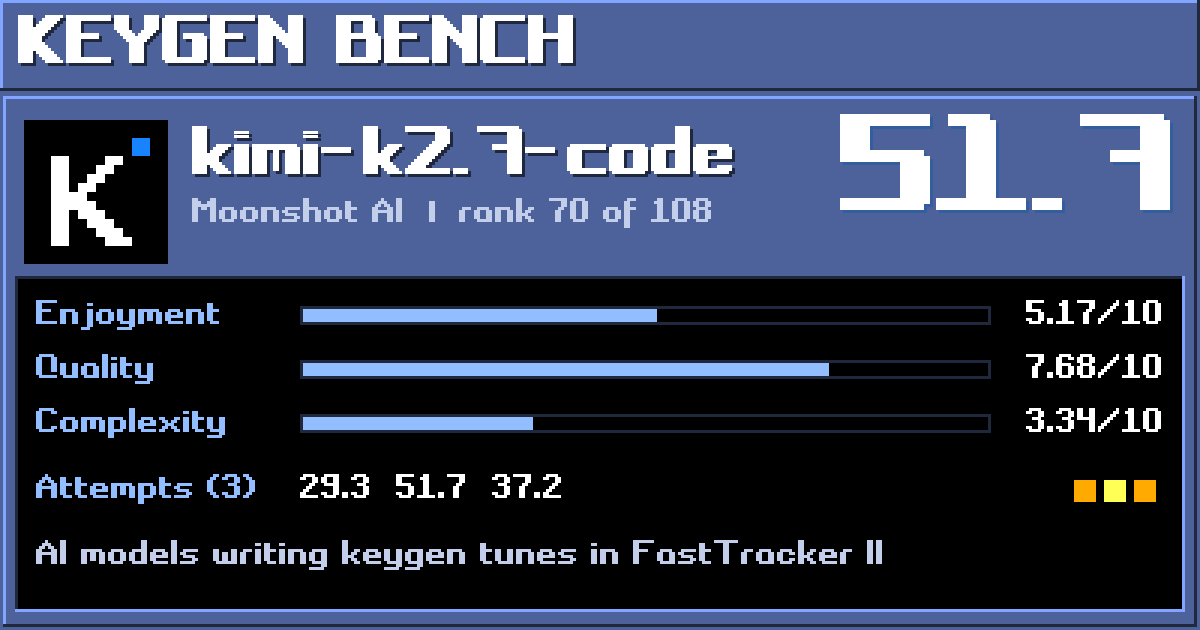 KEYGEN BENCH
K
kimi-k2.7-code
51.7
Moonshot AI | rank 70 of 108
Enjoyment 5.17/10
Quality 7.68/10
Complexity 3.34/10
Attempts (3) 29.3 51.7 37.2
AI models writing keygen tunes in FastTracker II